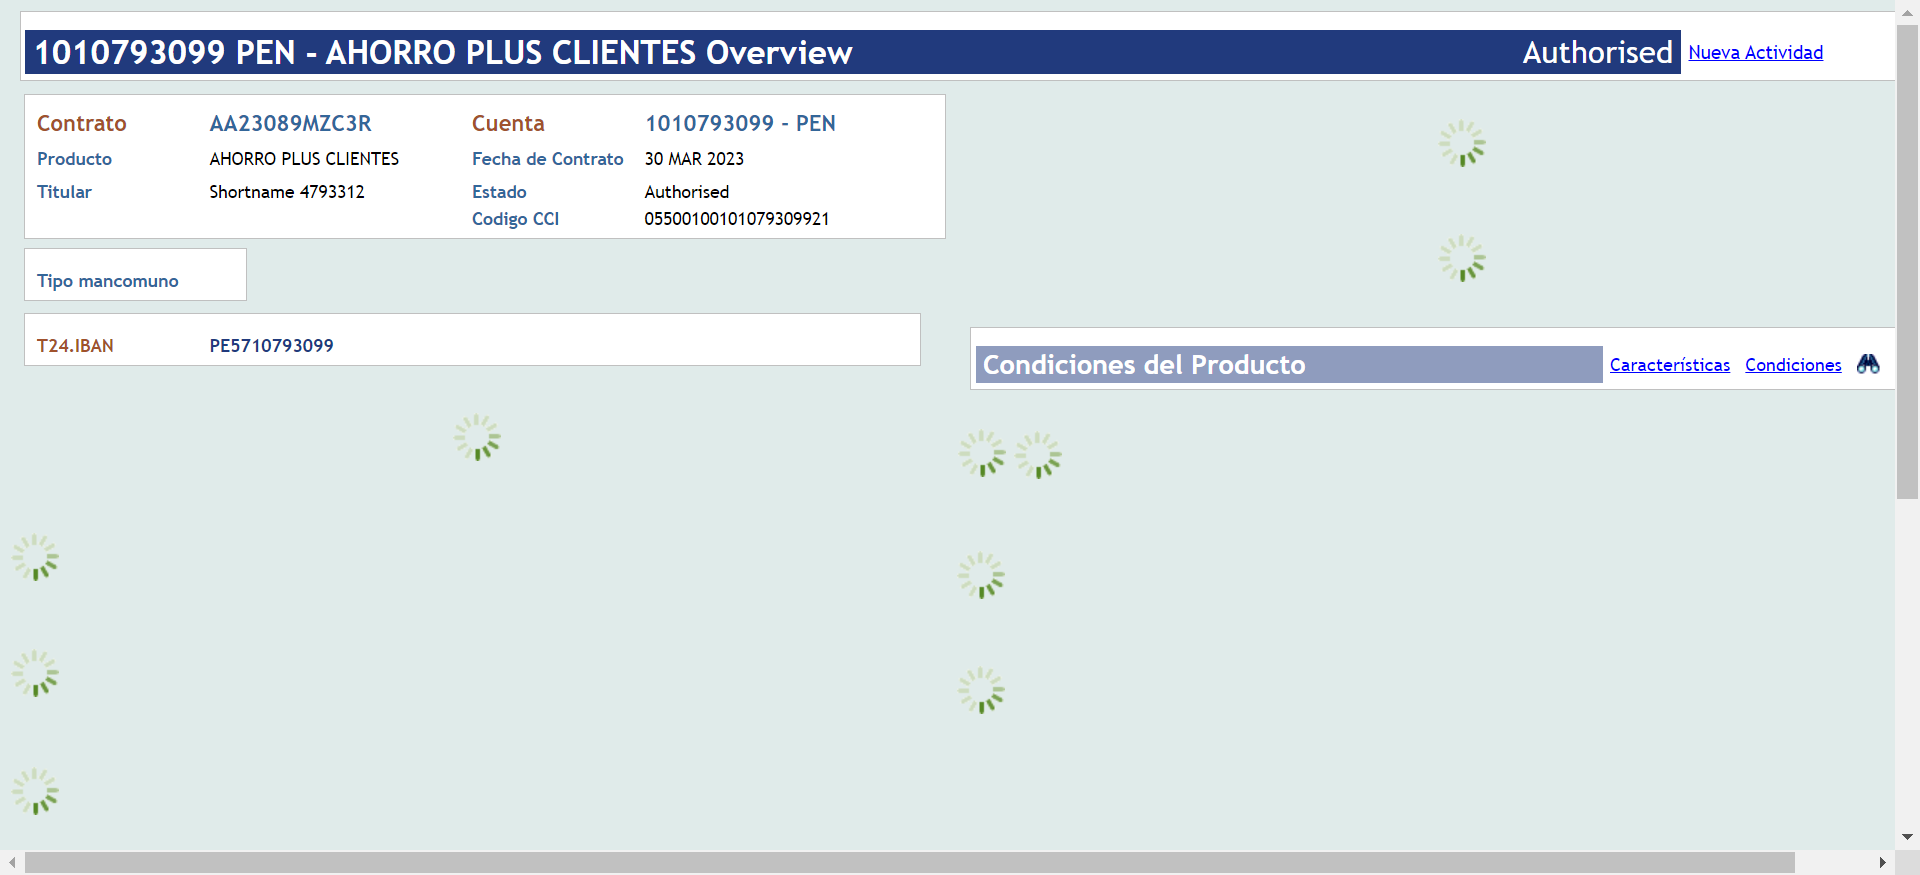 1010793099 PEN - AHORRO PLUS CLIENTES Overview Authorised Nueva Actividad
Contrato AA23089MZC3R Cuenta 1010793099 - PEN
Producto AHORRO PLUS CLIENTES Fecha de Contrato 30 MAR 2023
Titular Shortname 4793312 Estado Authorised
Codigo CCI 05500100101079309921
Tipo mancomuno
T24.IBAN PE5710793099
Condiciones del Producto Características Condiciones